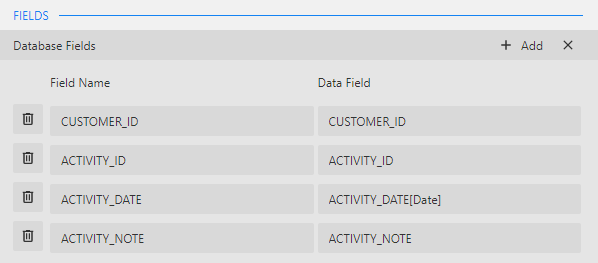 FIELDS
Database Fields + Add ×
Field Name Data Field
CUSTOMER_ID CUSTOMER_ID
ACTIVITY_ID ACTIVITY_ID
ACTIVITY_DATE ACTIVITY_DATE[Date]
ACTIVITY_NOTE ACTIVITY_NOTE